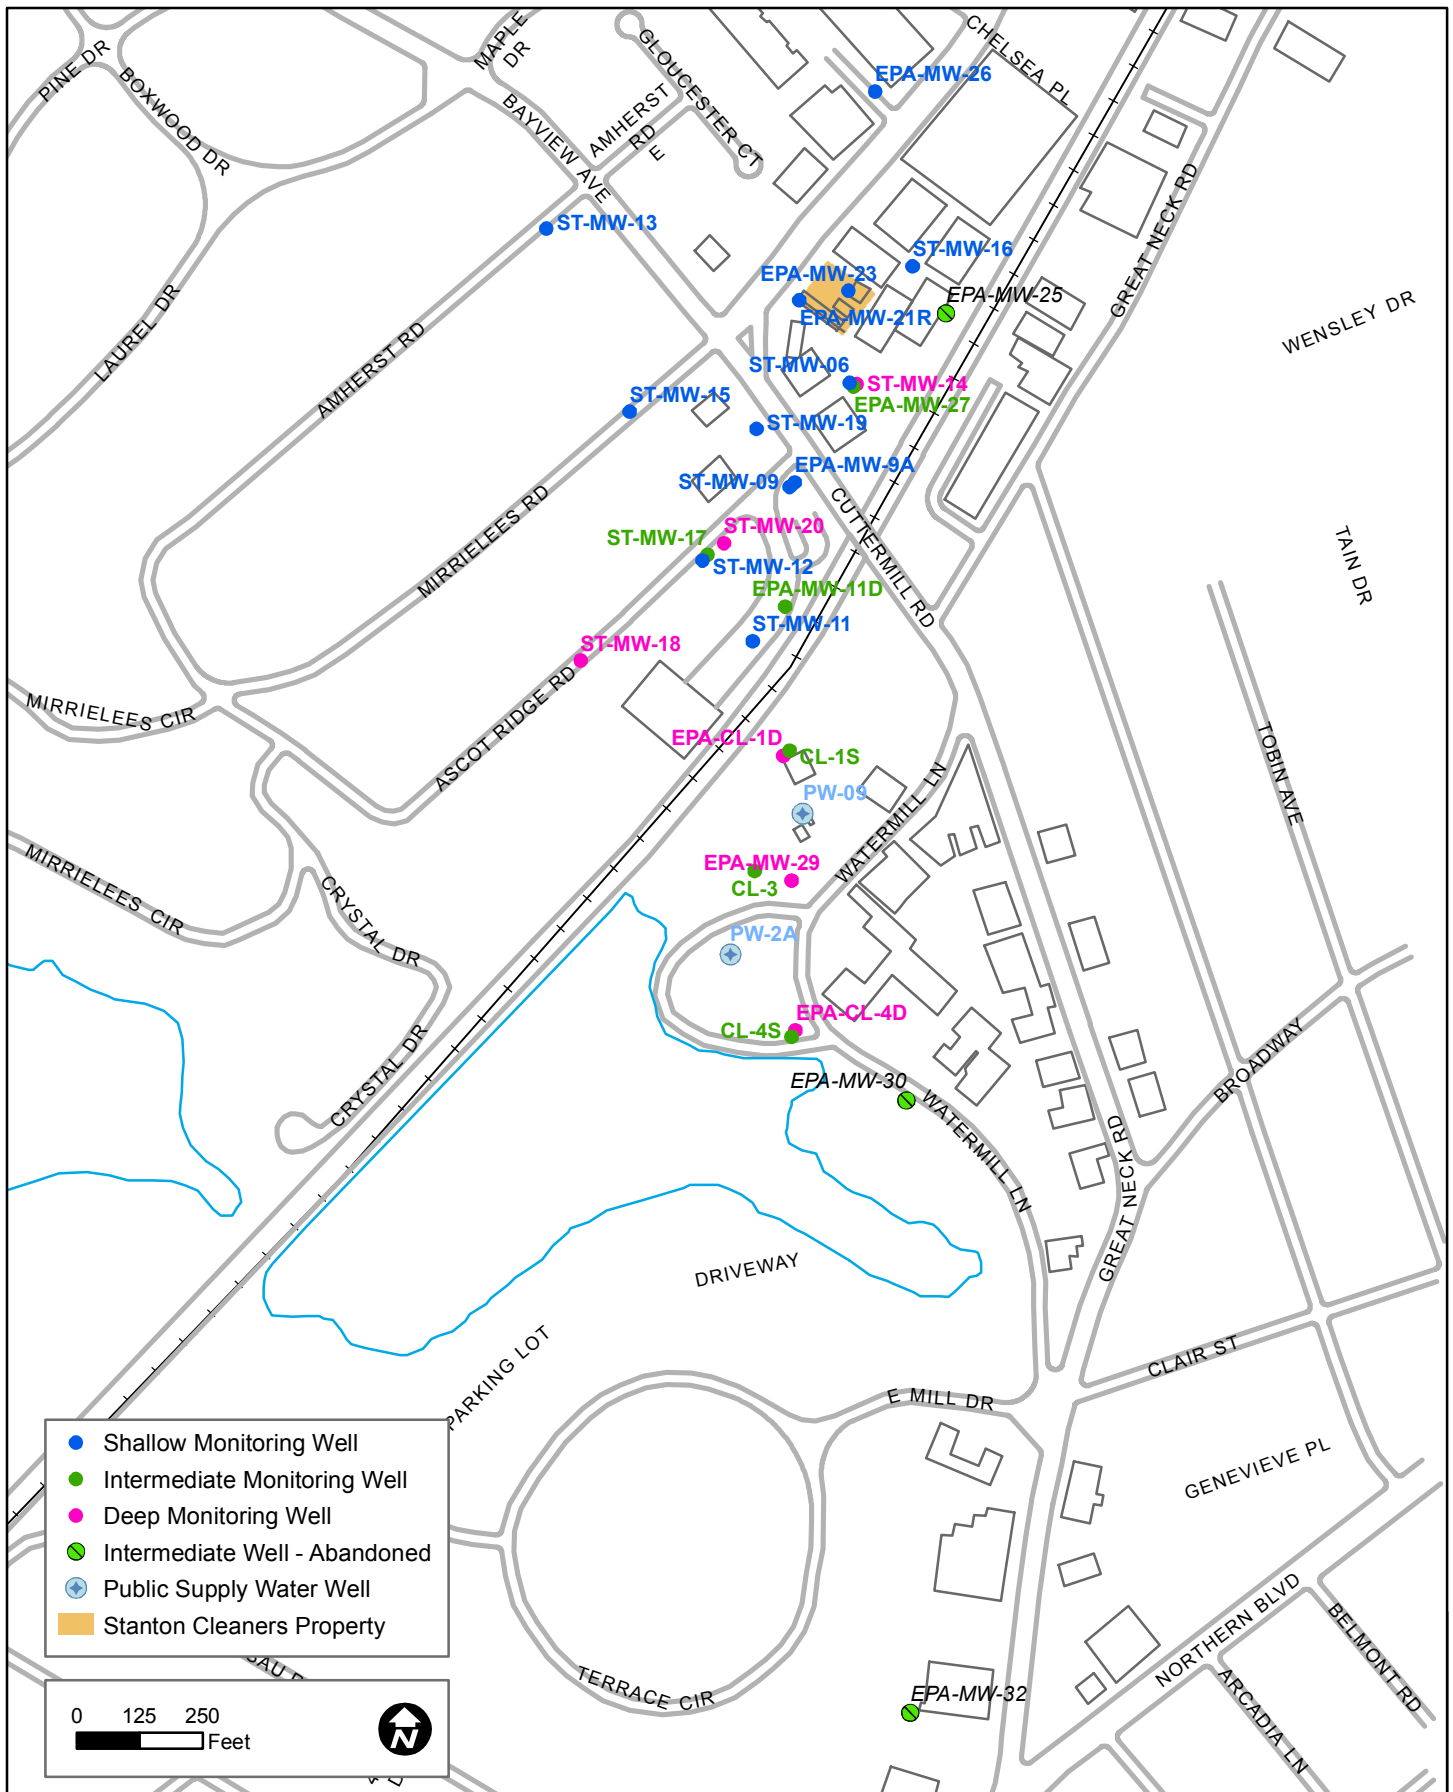 PINE DR
BOXWOOD DR
MAPLE
DR
GLOUCESTER CT
AMHERST
RD
E
BAYVIEW AVE
CHELSEA PL
EPA-MW-26
GREAT NECK RD
ST-MW-13
ST-MW-16
EPA-MW-23
EPA-MW-25
EPA-MW-21R
WENSLEY DR
LAUREL DR
AMHERST RD
ST-MW-06
ST-MW-14
EPA-MW-27
ST-MW-15
ST-MW-19
EPA-MW-9A
ST-MW-09
CUTTERMILL RD
MIRRIELEES RD
ST-MW-20
ST-MW-17
ST-MW-12
TAIN DR
EPA-MW-11D
ST-MW-11
ST-MW-18
MIRRIELEES CIR
ASCOT RIDGE RD
EPA-CL-1D
CL-1S
TOBIN AVE
PW-09
WATERMILL LN
EPA-MW-29
CL-3
MIRRIELEES CIR
CRYSTAL DR
PW-2A
EPA-CL-4D
CL-4S
CRYSTAL DR
BROADWAY
EPA-MW-30
WATERMILL LN
GREAT NECK RD
DRIVEWAY
PARKING LOT
CLAIR ST
E MILL DR
GENEVIEVE PL
Shallow Monitoring Well
Intermediate Monitoring Well
Deep Monitoring Well
Intermediate Well - Abandoned
Public Supply Water Well
Stanton Cleaners Property
NORTHERN BLVD
BELMONT RD
ARCADIA LN
TERRACE CIR
EPA-MW-32
0 125 250
Feet
N